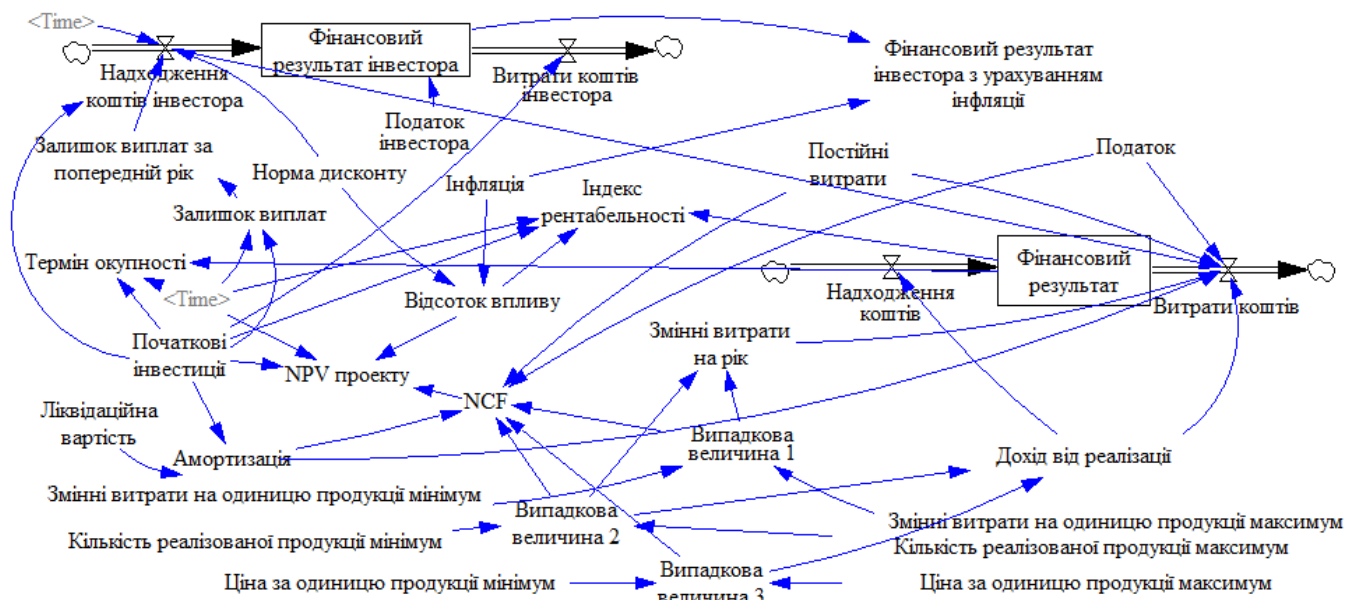 <Time>
Фінансовий
результат інвестора
Надходження
коштів інвестора
Витрати коштів
інвестора
Фінансовий результат
інвестора з урахуванням
інфляції
Податок
інвестора
Залишок виплат за
попередній рік
Норма дисконту
Інфляція
Індекс
рентабельності
Постійні
витрати
Податок
Залишок виплат
Термін окупності
<Time>
Відсоток впливу
Надходження
коштів
Фінансовий
результат
Витрати коштів
Початкові
інвестиції
NPV проекту
Змінні витрати
на рік
NCF
Ліквідаційна
вартість
Амортизація
Випадкова
величина 1
Дохід від реалізації
Змінні витрати на одиницю продукції мінімум
Випадкова
величина 2
Змінні витрати на одиницю продукції максимум
Кількість реалізованої продукції мінімум
Кількість реалізованої продукції максимум
Ціна за одиницю продукції мінімум
Випадкова
величина 3
Ціна за одиницю продукції максимум